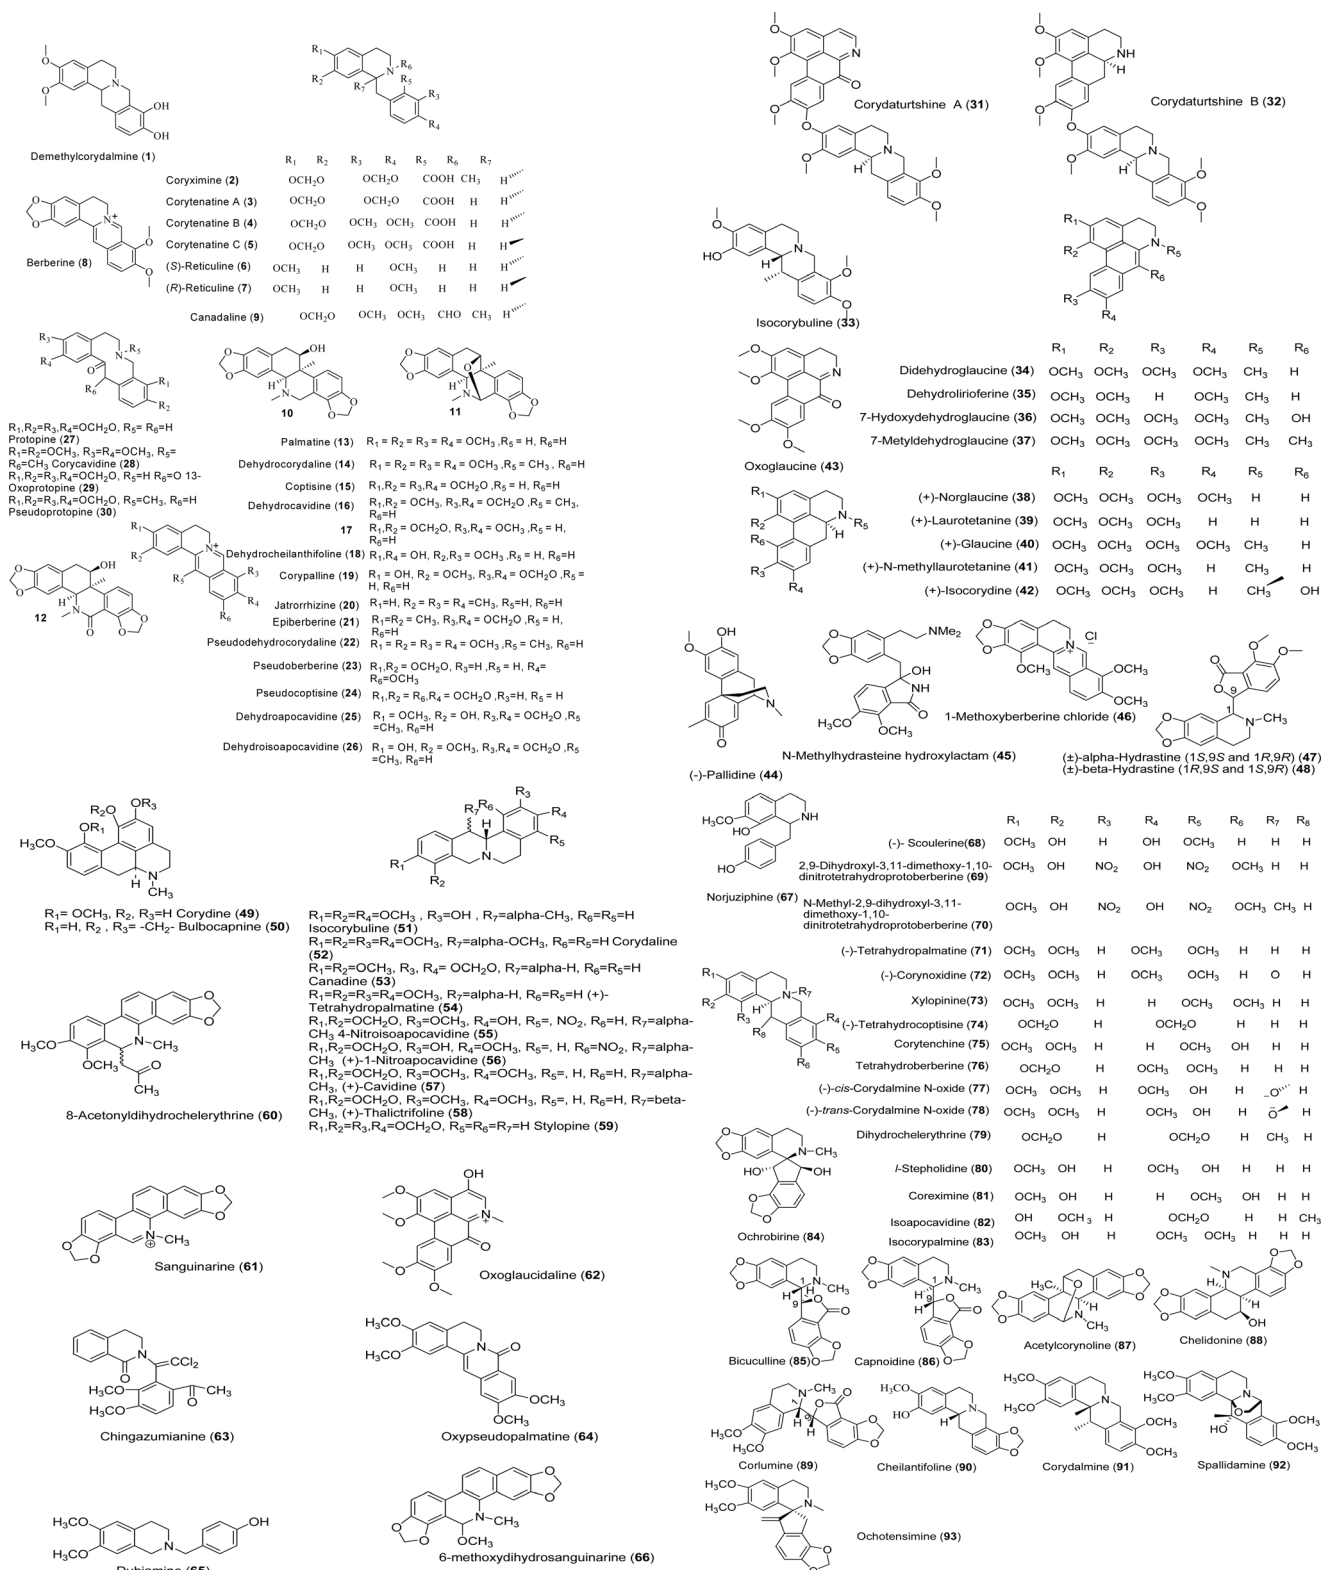 Demethylcorydalmine (1)
Berberine (8)
R1 R2 R3 R4 R5 R6 R7
Coryximine (2) OCH2O OCH2O COOH CH3 H
Corytenatine A (3) OCH2O OCH2O COOH H H
Corytenatine B (4) OCH2O OCH3 OCH3 COOH H H
Corytenatine C (5) OCH2O OCH3 OCH3 COOH H H
(S)-Reticuline (6) OCH3 H H OCH3 H H H
(R)-Reticuline (7) OCH3 H H OCH3 H H H
Canadaline (9) OCH2O OCH3 OCH3 CHO CH3 H
10
11
R1,R2=R3,R4=OCH2O, R5= R6=H
Protopine (27)
R1=R2=OCH3, R3=R4=OCH3, R5=
R6=CH3 Corycavidine (28)
R1,R2=R3,R4=OCH2O, R5=H R6=O 13-
Oxoprotopine (29)
R1,R2=R3,R4=OCH2O, R5=CH3, R6=H
Pseudoprotopine (30)
12
Palmatine (13) R1 = R2 = R3 = R4 = OCH3 ,R5 = H, R6=H
Dehydrocorydaline (14) R1 = R2 = R3 = R4 = OCH3 ,R5 = CH3 , R6=H
Coptisine (15) R1,R2 = R3,R4 = OCH2O ,R5 = H, R6=H
Dehydrocavidine (16) R1,R2 = OCH3, R3,R4 = OCH2O ,R5 = CH3,
R6=H
17 R1,R2 = OCH2O, R3,R4 = OCH3 ,R5 = H,
R6=H
Dehydrocheilanthifoline (18) R1,R4 = OH, R2,R3 = OCH3 ,R5 = H, R6=H
Corypalline (19) R1 = OH, R2 = OCH3, R3,R4 = OCH2O ,R5 =
H, R6=H
Jatrorrhizine (20) R1=H, R2 = R3 = R4 =CH3, R5=H, R6=H
Epiberberine (21) R1=R2 = CH3, R3,R4 = OCH2O ,R5 = H,
R6=H
Pseudodehydrocorydaline (22) R1 = R2 = R3 = R4 = OCH3 ,R5 = CH3, R6=H
Pseudoberberine (23) R1,R2 = OCH2O, R3=H ,R5 = H, R4=
R6=OCH3
Pseudocoptisine (24) R1,R2 = R6,R4 = OCH2O ,R3=H, R5 = H
Dehydroapocavidine (25) R1 = OCH3, R2 = OH, R3,R4 = OCH2O ,R5
=CH3, R6=H
Dehydroisoapocavidine (26) R1 = OH, R2 = OCH3, R3,R4 = OCH2O ,R5
=CH3, R6=H
R1= OCH3, R2, R3=H Corydine (49)
R1=H, R2 , R3= -CH2- Bulbocapnine (50)
R1=R2=R4=OCH3 , R3=OH , R7=alpha-CH3, R6=R5=H
Isocorybuline (51)
R1=R2=R3=R4=OCH3, R7=alpha-OCH3, R6=R5=H Corydaline
(52)
R1=R2=OCH3, R3, R4= OCH2O, R7=alpha-H, R6=R5=H
Canadine (53)
R1=R2=R3=R4=OCH3, R7=alpha-H, R6=R5=H (+)-
Tetrahydropalmatine (54)
R1,R2=OCH2O, R3=OCH3, R4=OH, R5=, NO2, R6=H, R7=alpha-
CH3 4-Nitroisoapocavidine (55)
R1,R2=OCH2O, R3=OH, R4=OCH3, R5=, H, R6=NO2, R7=alpha-
CH3 (+)-1-Nitroapocavidine (56)
R1,R2=OCH2O, R3=OCH3, R4=OCH3, R5=, H, R6=H, R7=alpha-
CH3, (+)-Cavidine (57)
R1,R2=OCH2O, R3=OCH3, R4=OCH3, R5=, H, R6=H, R7=beta-
CH3, (+)-Thalictrifoline (58)
R1,R2=R3,R4=OCH2O, R5=R6=R7=H Stylopine (59)
8-Acetonyldihydrochelerythrine (60)
Sanguinarine (61)
Oxoglaucidaline (62)
Chingazumianine (63)
Oxypseudopalmatine (64)
6-methoxydihydrosanguinarine (66)
Corydaturtshine A (31)
Corydaturtshine B (32)
Isocorybuline (33)
Oxoglaucine (43)
R1 R2 R3 R4 R5 R6
Didehydroglaucine (34) OCH3 OCH3 OCH3 OCH3 CH3 H
Dehydrolirioferine (35) OCH3 OCH3 H OCH3 CH3 H
7-Hydoxydehydroglaucine (36) OCH3 OCH3 OCH3 OCH3 CH3 OH
7-Metyldehydroglaucine (37) OCH3 OCH3 OCH3 OCH3 CH3 CH3
R1 R2 R3 R4 R5 R6
(+)-Norglaucine (38) OCH3 OCH3 OCH3 OCH3 H H
(+)-Laurotetanine (39) OCH3 OCH3 OCH3 H H H
(+)-Glaucine (40) OCH3 OCH3 OCH3 OCH3 CH3 H
(+)-N-methyllaurotetanine (41) OCH3 OCH3 OCH3 H CH3 H
(+)-Isocorydine (42) OCH3 OCH3 OCH3 H CH3 OH
(-)-Pallidine (44)
N-Methylhydrasteine hydroxylactam (45)
1-Methoxyberberine chloride (46)
(±)-alpha-Hydrastine (1S,9S and 1R,9R) (47)
(±)-beta-Hydrastine (1R,9S and 1S,9R) (48)
Norjuziphine (67)
R1 R2 R3 R4 R5 R6 R7 R8
(-)- Scoulerine(68) OCH3 OH H OH OCH3 H H H
2,9-Dihydroxyl-3,11-dimethoxy-1,10-
dinitrotetrahydroprotoberberine (69) OCH3 OH NO2 OH NO2 OCH3 H H
N-Methyl-2,9-dihydroxyl-3,11-
dimethoxy-1,10-
dinitrotetrahydroprotoberberine (70) OCH3 OH NO2 OH NO2 OCH3 CH3 H
(-)-Tetrahydropalmatine (71) OCH3 OCH3 H OCH3 OCH3 H H H
(-)-Corynoxidine (72) OCH3 OCH3 H OCH3 OCH3 H O H
Xylopinine(73) OCH3 OCH3 H H OCH3 OCH3 H H
(-)-Tetrahydrocoptisine (74) OCH2O H OCH2O H H H
Corytenchine (75) OCH3 OCH3 H H OCH3 OH H H
Tetrahydroberberine (76) OCH2O H OCH3 OCH3 H H H
(-)-cis-Corydalmine N-oxide (77) OCH3 OCH3 H OCH3 OH H −O H
(-)-trans-Corydalmine N-oxide (78) OCH3 OCH3 H OCH3 OH H O− H
Dihydrochelerythrine (79) OCH2O H OCH2O H CH3 H
l-Stepholidine (80) OCH3 OH H OCH3 OH H H H
Coreximine (81) OCH3 OH H H OCH3 OH H H
Isoapocavidine (82) OH OCH3 H OCH2O H H CH3
Isocorypalmine (83) OCH3 OH H OCH3 OCH3 H H H
Ochrobirine (84)
Bicuculline (85)
Capnoidine (86)
Acetylcorynoline (87)
Chelidonine (88)
Corlumine (89)
Cheilantifoline (90)
Corydalmine (91)
Spallidamine (92)
Ochotensimine (93)